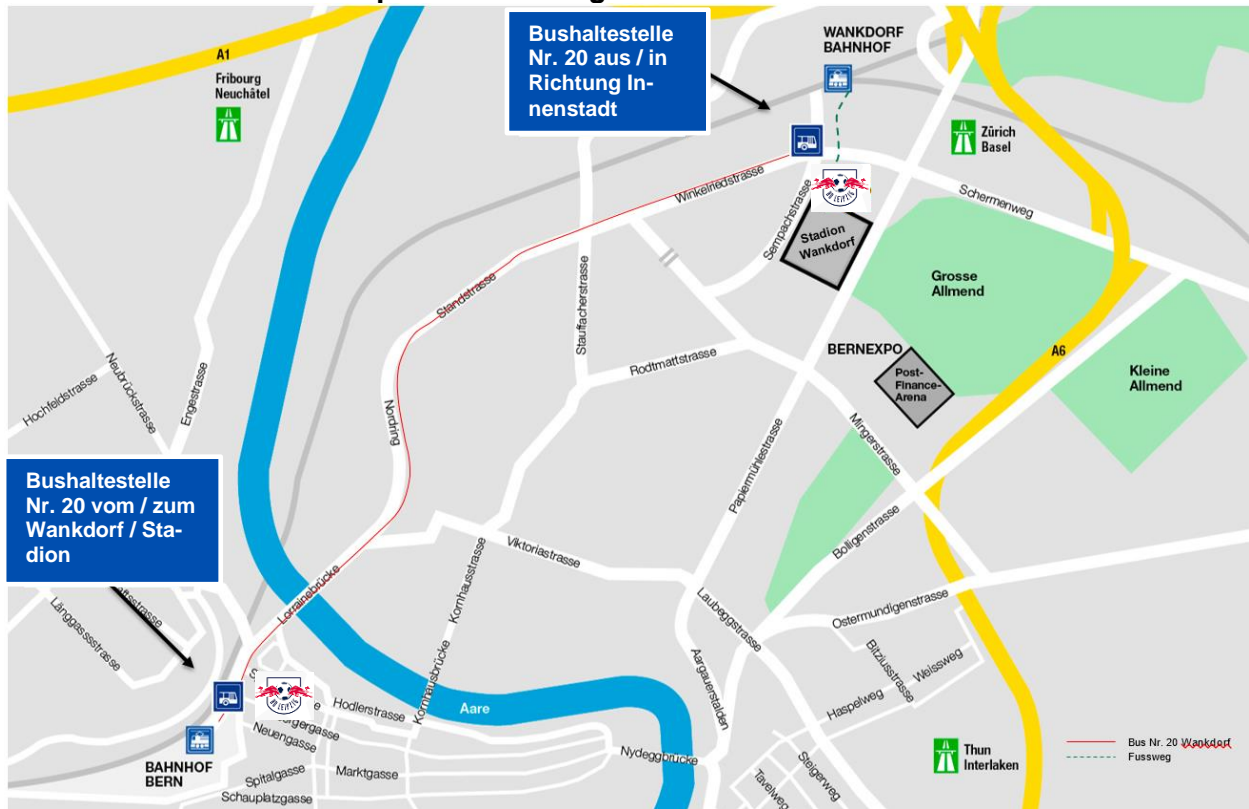 Bushaltestelle
Nr. 20 aus / in
Richtung In-
nenstadt
WANKDORF
BAHNHOF
A1
Fribourg
Neuchâtel
Zürich
Basel
Winkelriedstrasse
Schermenweg
Sempachstrasse
RB LEIPZIG
Stadion
Wankdorf
Grosse
Allmend
Standstrasse
Stauffacherstrasse
BERNEXPO
A6
Rodtmattstrasse
Post-
Finance-
Arena
Kleine
Allmend
Neubrückstrasse
Hochfeldstrasse
Engestrasse
Nordring
Mingerstrasse
Papiermühlestrasse
Bushaltestelle
Nr. 20 vom / zum
Wankdorf / Sta-
dion
Viktoriastrasse
Bolligenstrasse
Lorrainebrücke
Kornhausstrasse
Länggassstrasse
Laubeggstrasse
Ostermundigenstrasse
Bitziusstrasse
Weissweg
Haspelweg
Aargauerstalden
Kornhausbrücke
RB LEIPZIG
Hodlerstrasse
Aare
Neuengasse
BAHNHOF
BERN
Nydeggbrücke
Spitalgasse
Marktgasse
Schauplatzgasse
Tavelweg
Steigerweg
Thun
Interlaken
Bus Nr. 20 Wankdorf
Fussweg